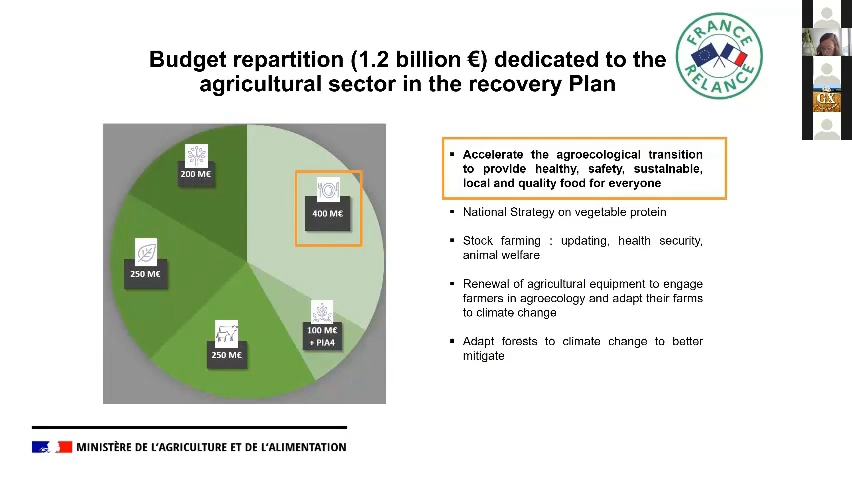 Budget repartition (1.2 billion €) dedicated to the
agricultural sector in the recovery Plan
FRANCE
RELANCE
200 M€
400 M€
250 M€
250 M€
100 M€
+ PIA4
▪ Accelerate the agroecological transition
to provide healthy, safety, sustainable,
local and quality food for everyone
▪ National Strategy on vegetable protein
▪ Stock farming : updating, health security,
animal welfare
▪ Renewal of agricultural equipment to engage
farmers in agroecology and adapt their farms
to climate change
▪ Adapt forests to climate change to better
mitigate
MINISTÈRE DE L'AGRICULTURE ET DE L'ALIMENTATION
GX